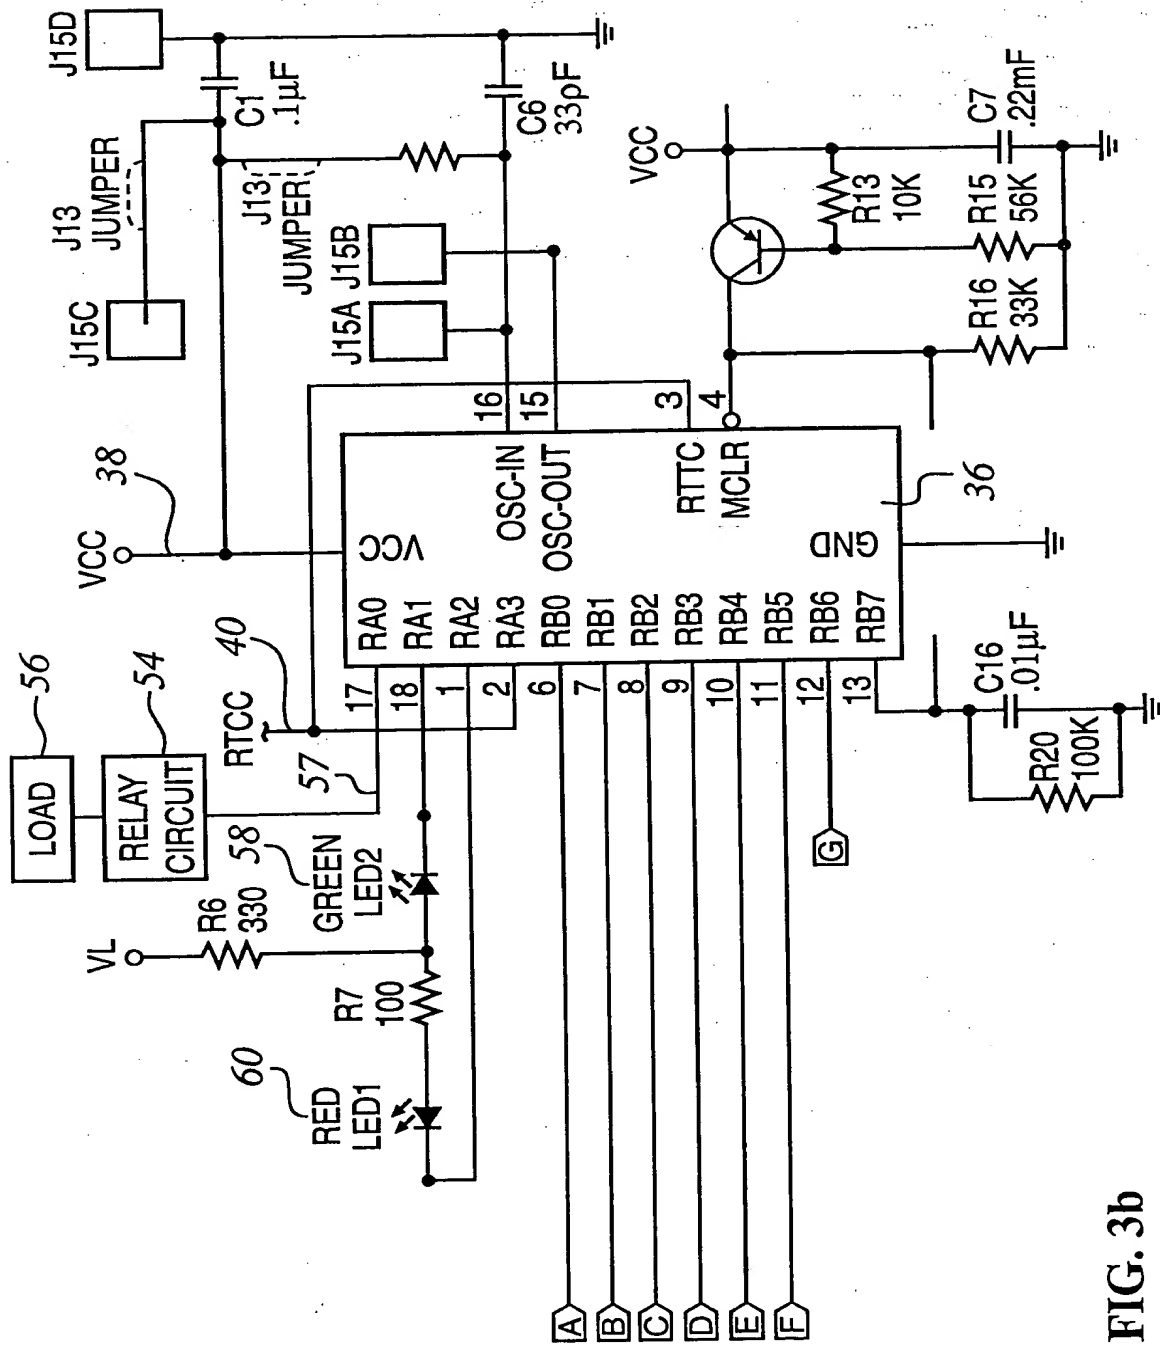 LOAD
56
RELAY
CIRCUIT
54
VL
R6
330
RTCC
40
VCC
38
J15C
J13
JUMPER
J15D
C1
.1µF
J13
JUMPER
57
58
GREEN
LED2
R7
100
60
RED
LED1
J15A
J15B
C6
33pF
17
18
1
2
6
7
8
9
10
11
12
13
RA0
RA1
RA2
RA3
RB0
RB1
RB2
RB3
RB4
RB5
RB6
RB7
VCC
GND
OSC-IN
OSC-OUT
RTTC
MCLR
16
15
3
4
36
VCC
R13
10K
R16
33K
R15
56K
C7
.22mF
A
B
C
D
E
F
G
R20
100K
C16
.01µF
FIG. 3b